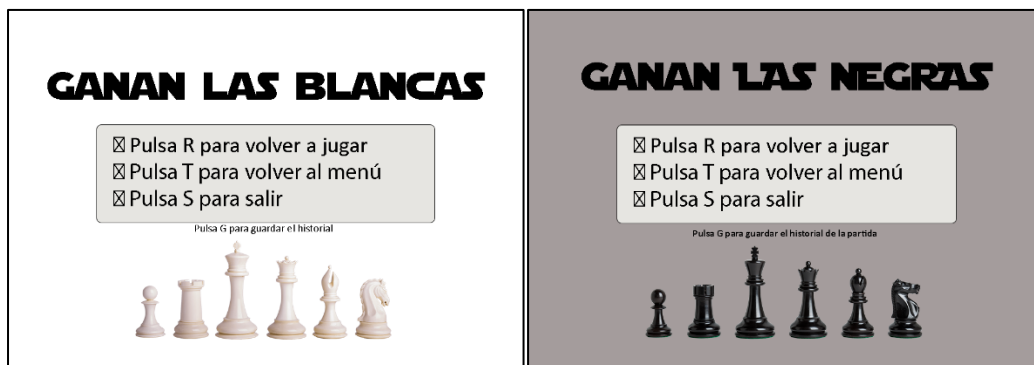 GANAN LAS BLANCAS
☒ Pulsa R para volver a jugar
☒ Pulsa T para volver al menú
☒ Pulsa S para salir
Pulsa G para guardar el historial
GANAN LAS NEGRAS
☒ Pulsa R para volver a jugar
☒ Pulsa T para volver al menú
☒ Pulsa S para salir
Pulsa G para guardar el historial de la partida